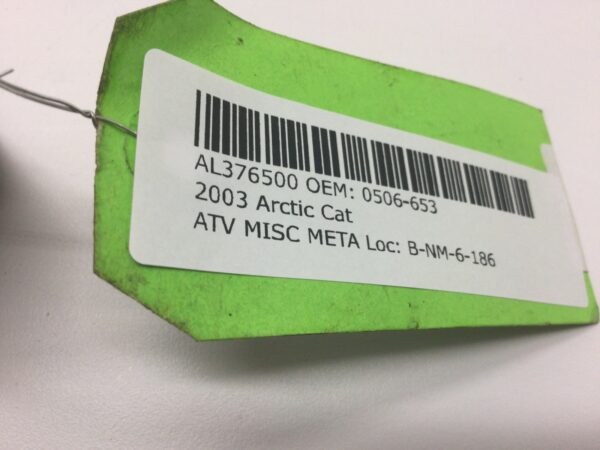 AL376500 OEM: 0506-653
2003 Arctic Cat
ATV MISC META Loc: B-NM-6-186